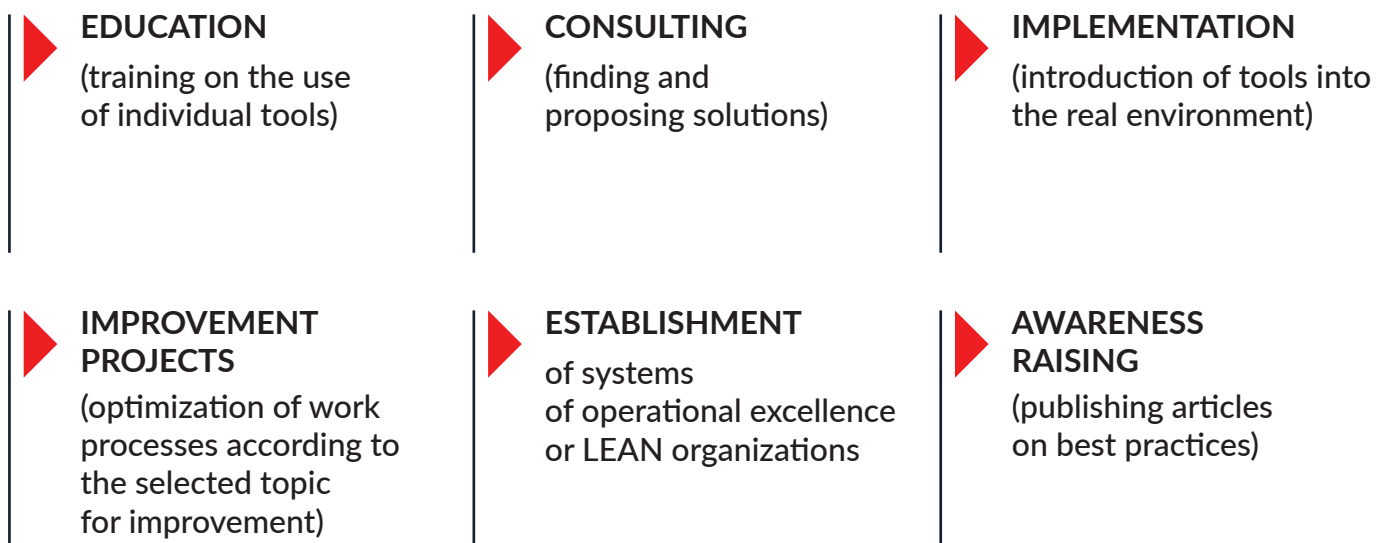 EDUCATION
(training on the use
of individual tools)
CONSULTING
(finding and
proposing solutions)
IMPLEMENTATION
(introduction of tools into
the real environment)
IMPROVEMENT
PROJECTS
(optimization of work
processes according to
the selected topic
for improvement)
ESTABLISHMENT
of systems
of operational excellence
or LEAN organizations
AWARENESS
RAISING
(publishing articles
on best practices)